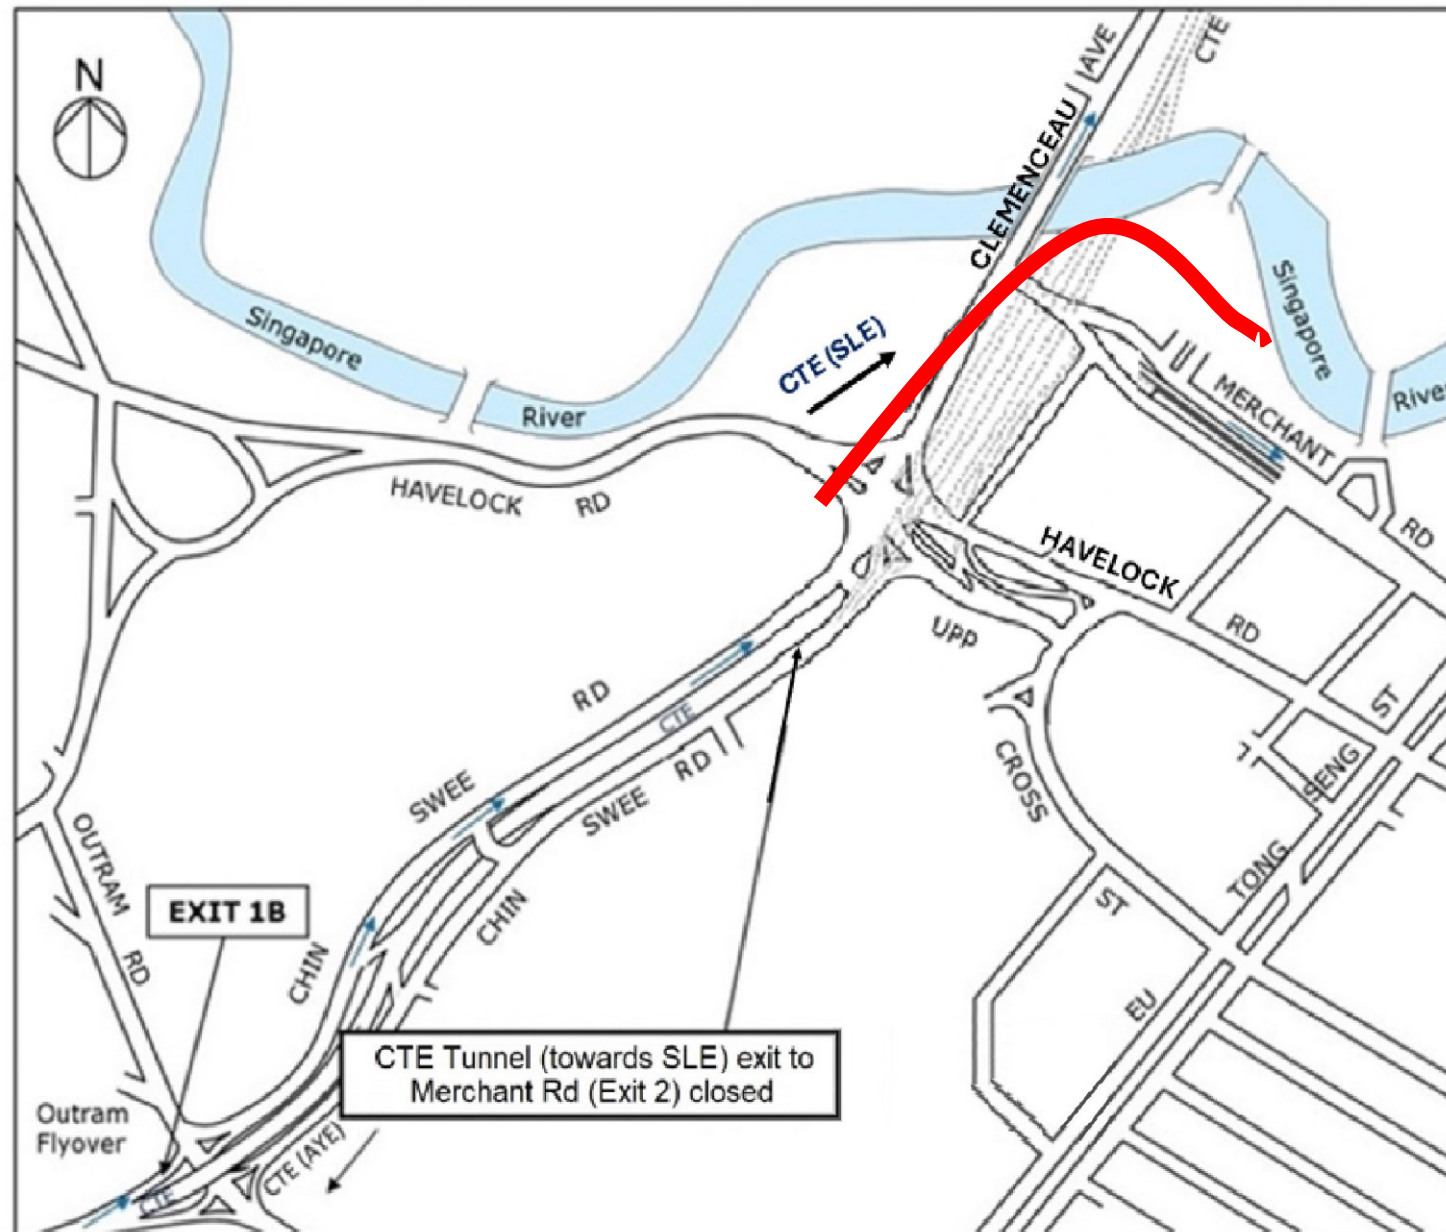 N
AVE
CTE
CLEMENCEAU
Singapore
River
Singapore
River
CTE (SLE)
MERCHANT
RD
HAVELOCK
RD
HAVELOCK
RD
UPP
CROSS
ST
RD
SWEE
CTE
RD
SWEE
CHIN
CHIN
OUTRAM
RD
EXIT 1B
ST
SENG
TONG
EU
CTE Tunnel (towards SLE) exit to
Merchant Rd (Exit 2) closed
Outram
Flyover
CTE (AYE)
CTE